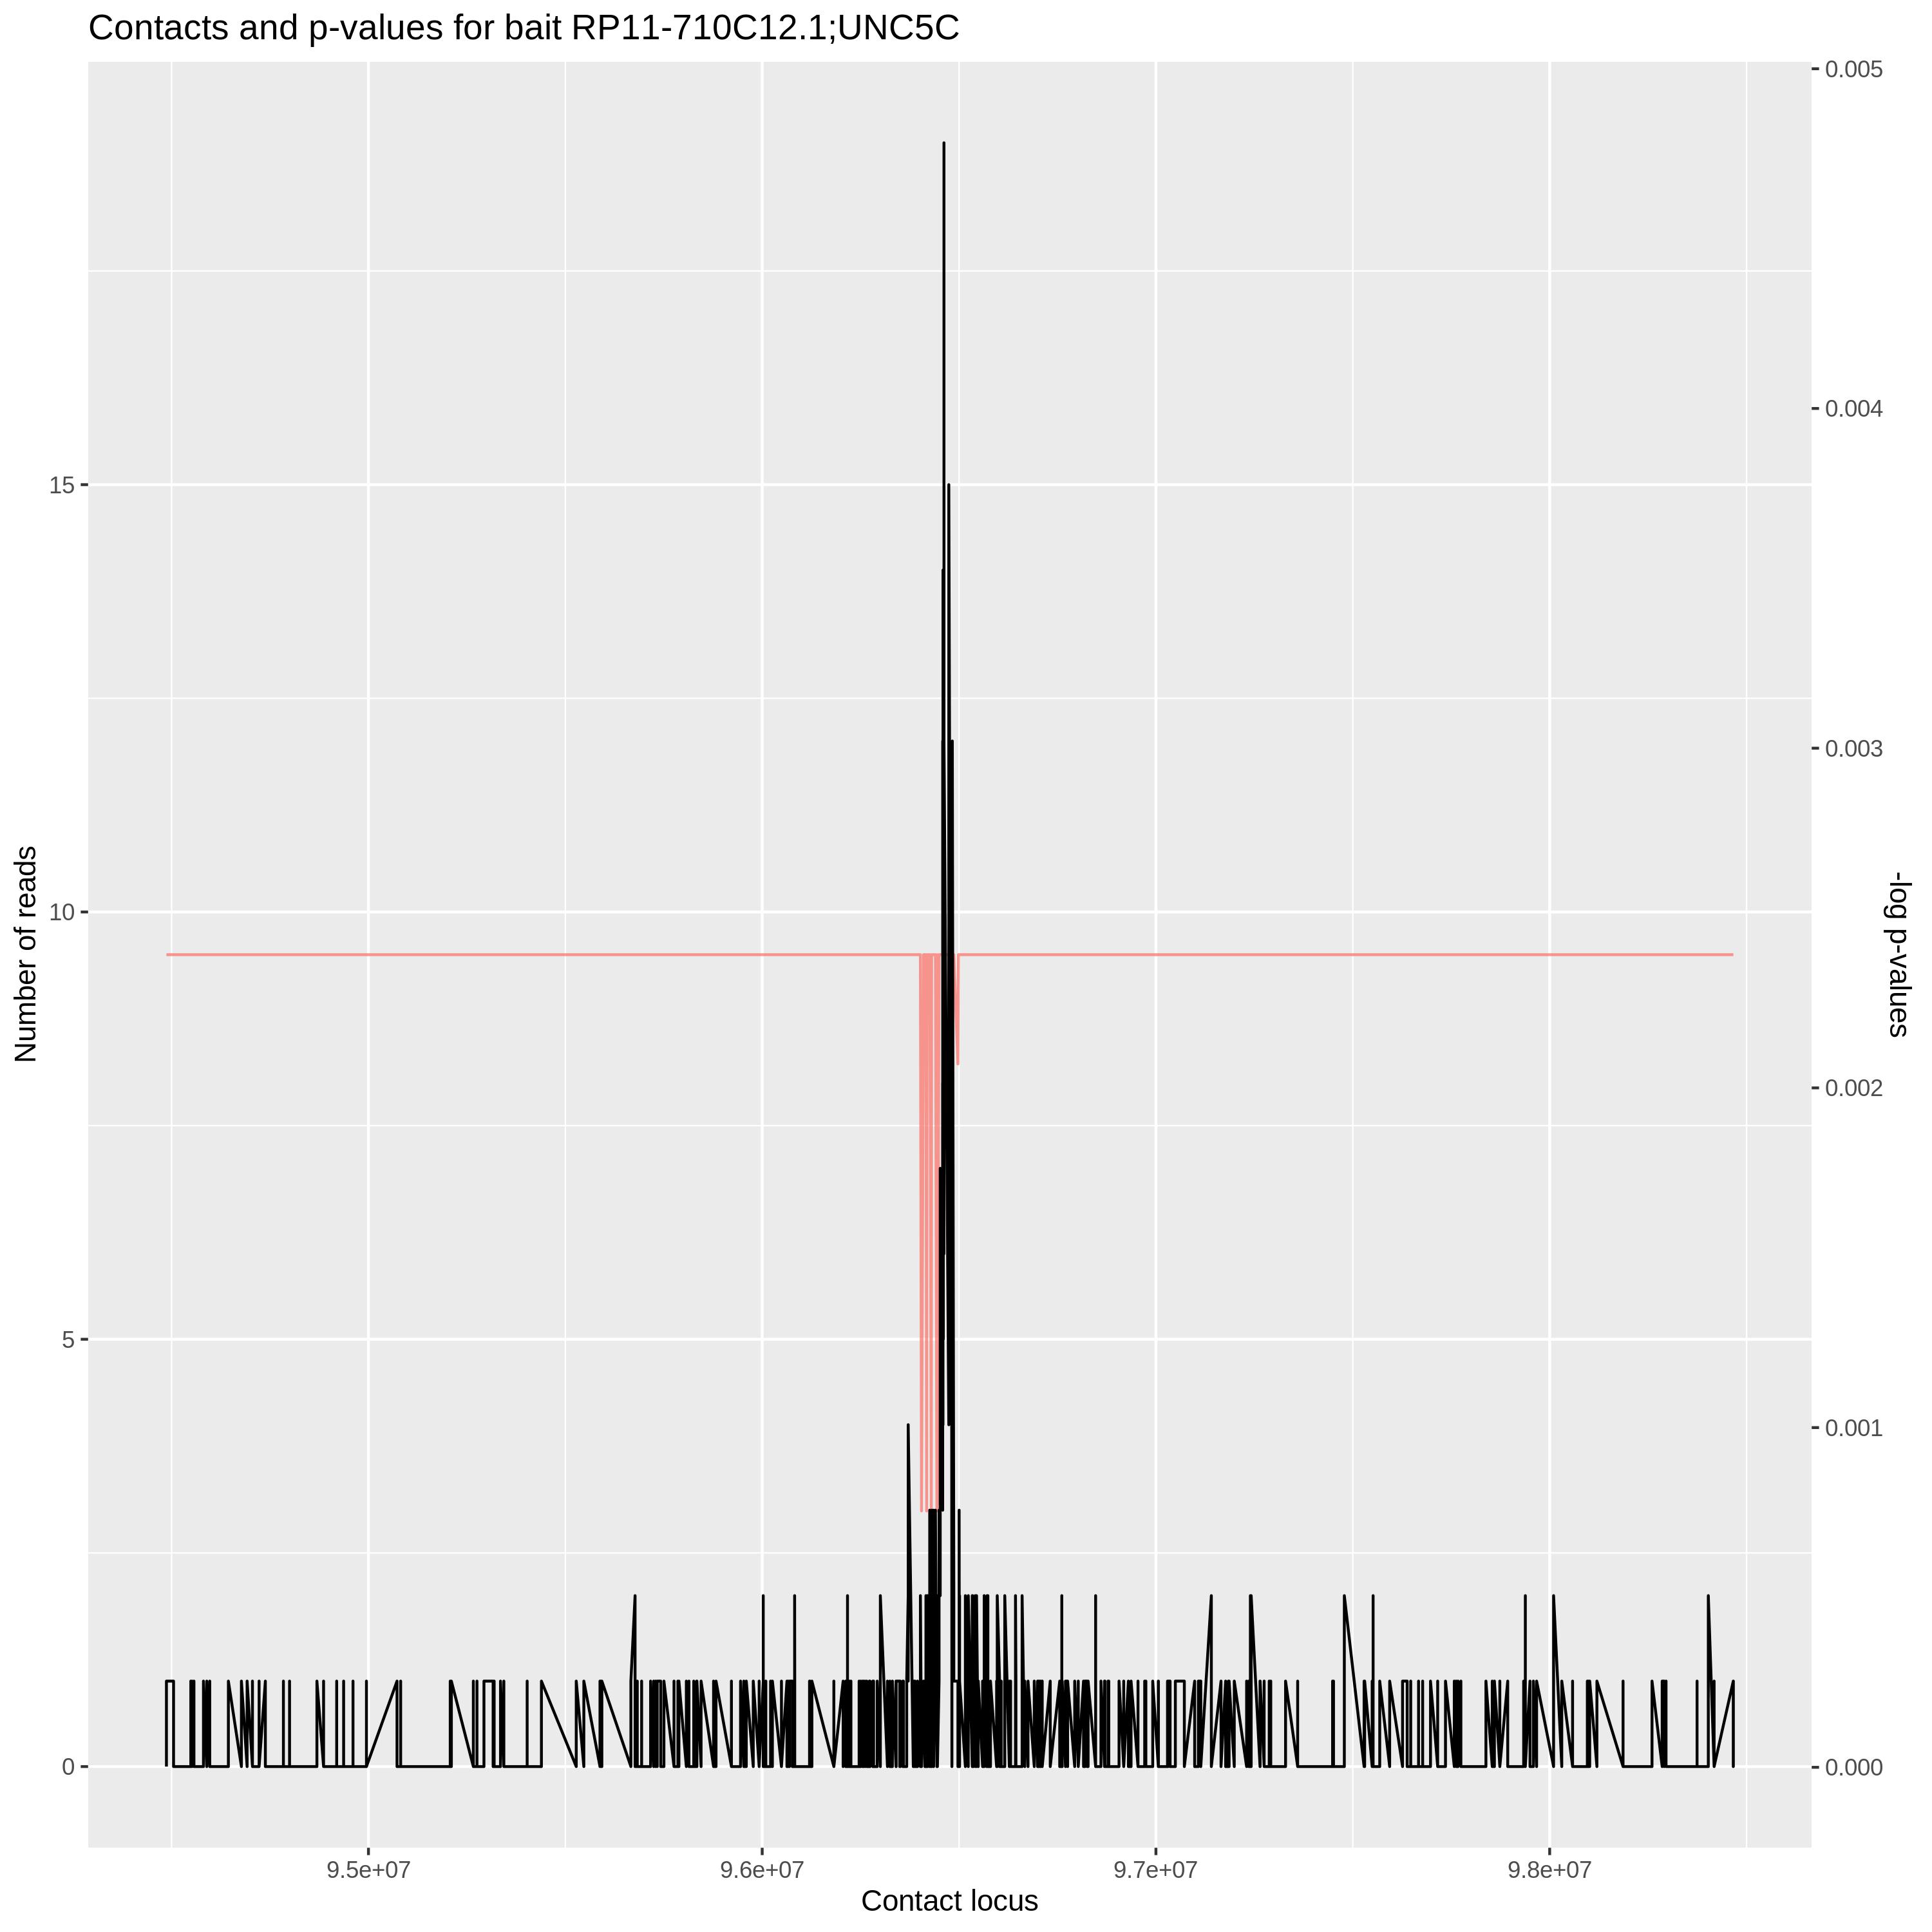 Contacts and p-values for bait RP11-710C12.1;UNC5C
0.005
0.004
15
0.003
10
Number of reads
-log p-values
0.002
5
0.001
0
0.000
9.5e+07
9.6e+07
9.7e+07
9.8e+07
Contact locus